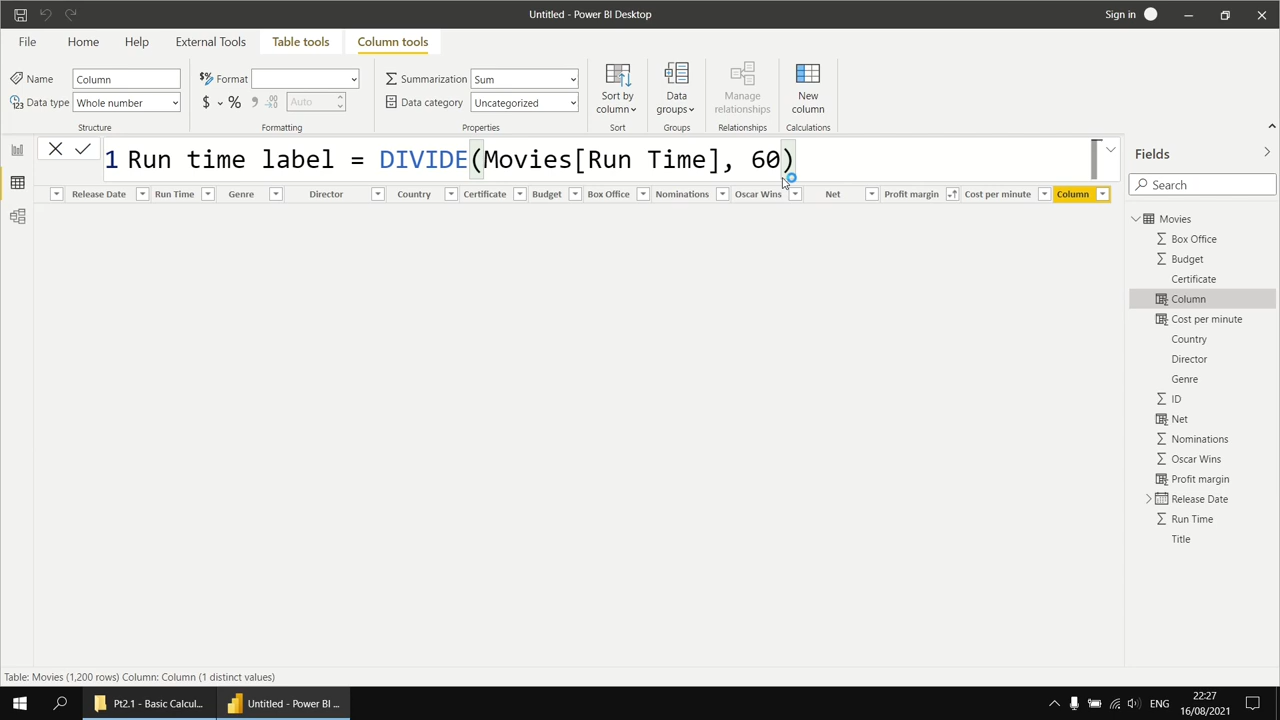 Untitled - Power BI Desktop
Sign in
File
Home
Help
External Tools
Table tools
Column tools
Name
Column
Format
Summarization
Sum
Data type
Whole number
$
%
Auto
Data category
Uncategorized
Sort by
column
Data
groups
Manage
relationships
New
column
Structure
Formatting
Properties
Sort
Groups
Relationships
Calculations
1 Run time label = DIVIDE(Movies[Run Time], 60)
Release Date
Run Time
Genre
Director
Country
Certificate
Budget
Box Office
Nominations
Oscar Wins
Net
Profit margin
Cost per minute
Column
Fields
Search
Movies
Box Office
Budget
Certificate
Column
Cost per minute
Country
Director
Genre
ID
Net
Nominations
Oscar Wins
Profit margin
Release Date
Run Time
Title
Table: Movies (1,200 rows) Column: Column (1 distinct values)
Pt2.1 - Basic Calcul...
Untitled - Power BI ...
ENG
22:27
16/08/2021